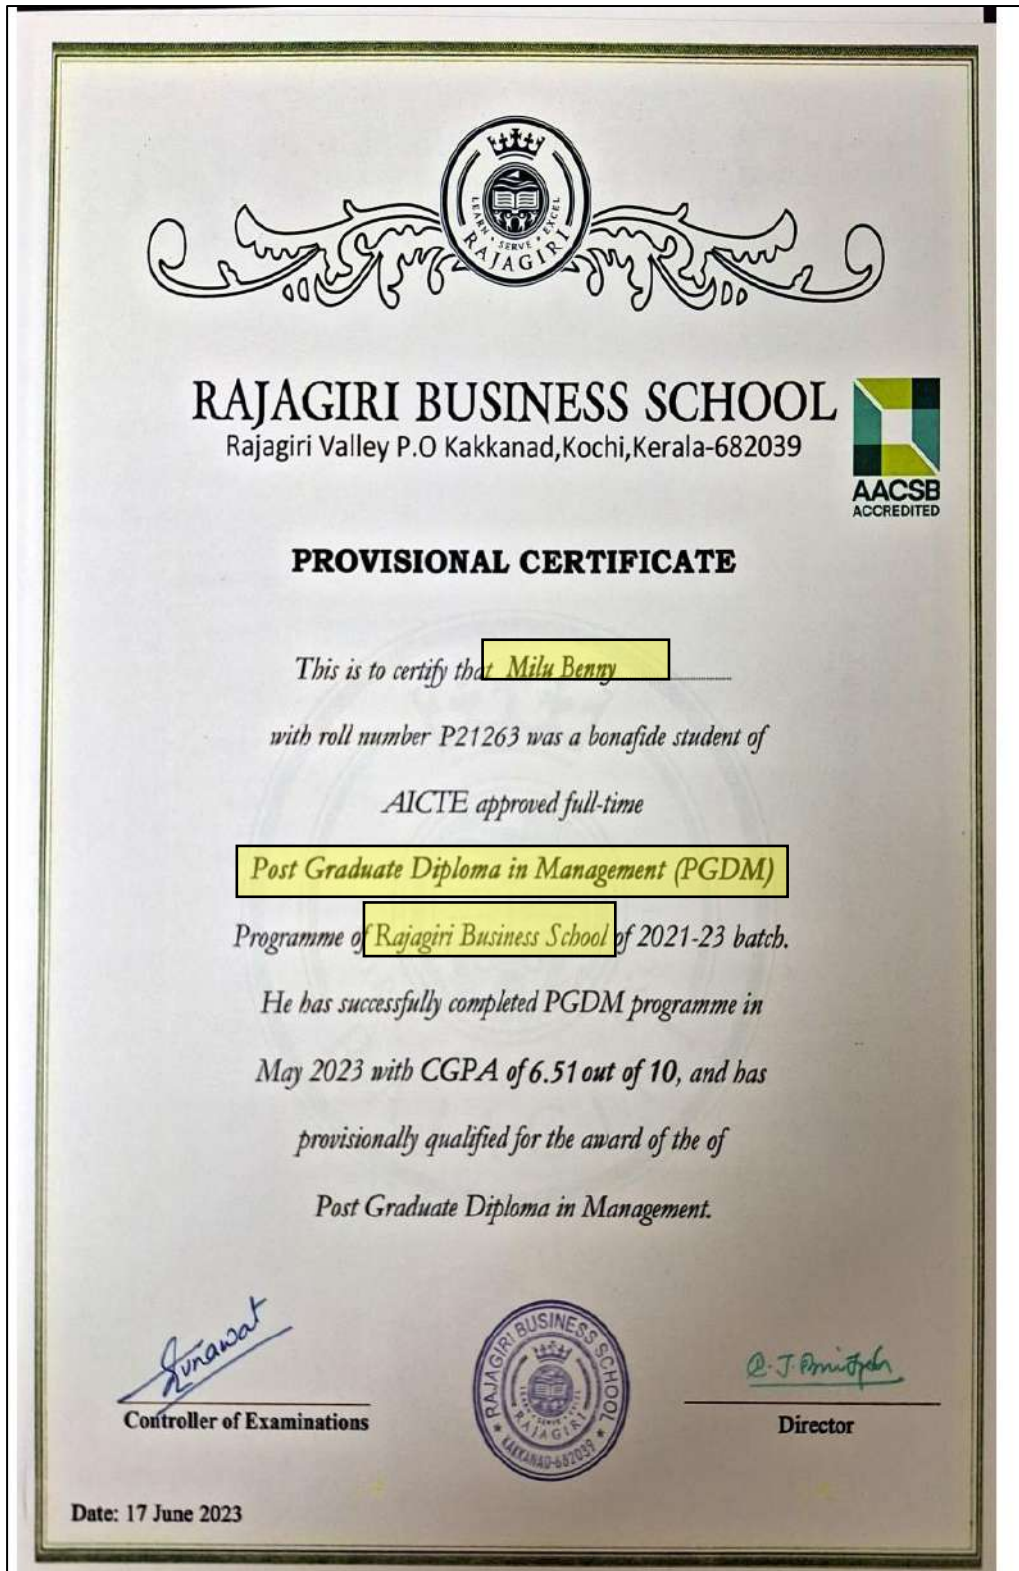 LEARN • SERVE • EXCEL
RAJAGIRI
RAJAGIRI BUSINESS SCHOOL
Rajagiri Valley P.O Kakkanad,Kochi,Kerala-682039
AACSB
ACCREDITED
PROVISIONAL CERTIFICATE
This is to certify that Milu Benny
with roll number P21263 was a bonafide student of
AICTE approved full-time
Post Graduate Diploma in Management (PGDM)
Programme of Rajagiri Business School of 2021-23 batch.
He has successfully completed PGDM programme in
May 2023 with CGPA of 6.51 out of 10, and has
provisionally qualified for the award of the of
Post Graduate Diploma in Management.
RAJAGIRI BUSINESS SCHOOL
RAJAGIRI
KAKKANAD-682039
Controller of Examinations
Director
Date: 17 June 2023